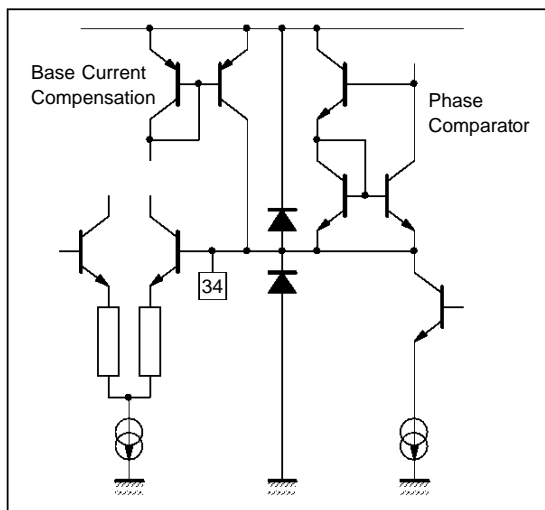 Base Current
Compensation
Phase
Comparator
34